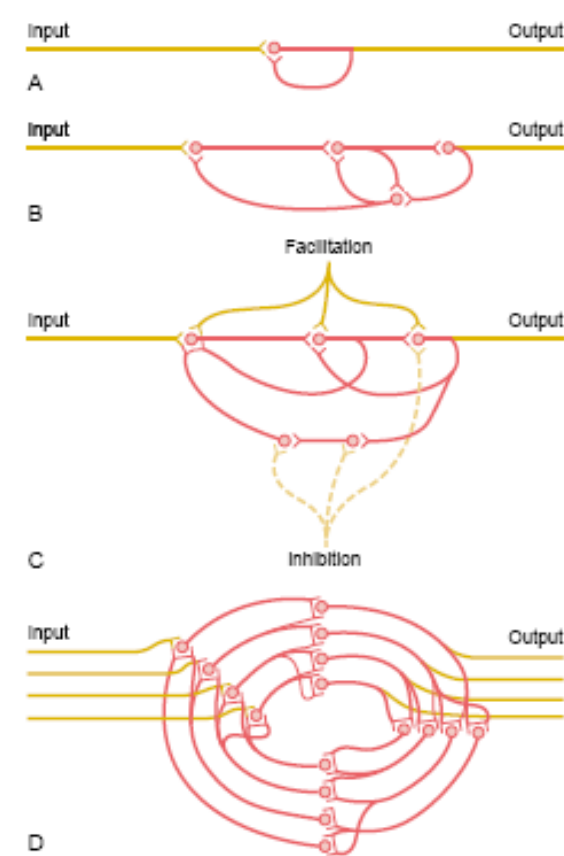 Input Output
A
Input Output
B
Facilitation
Input Output
C
Inhibition
Input Output
D